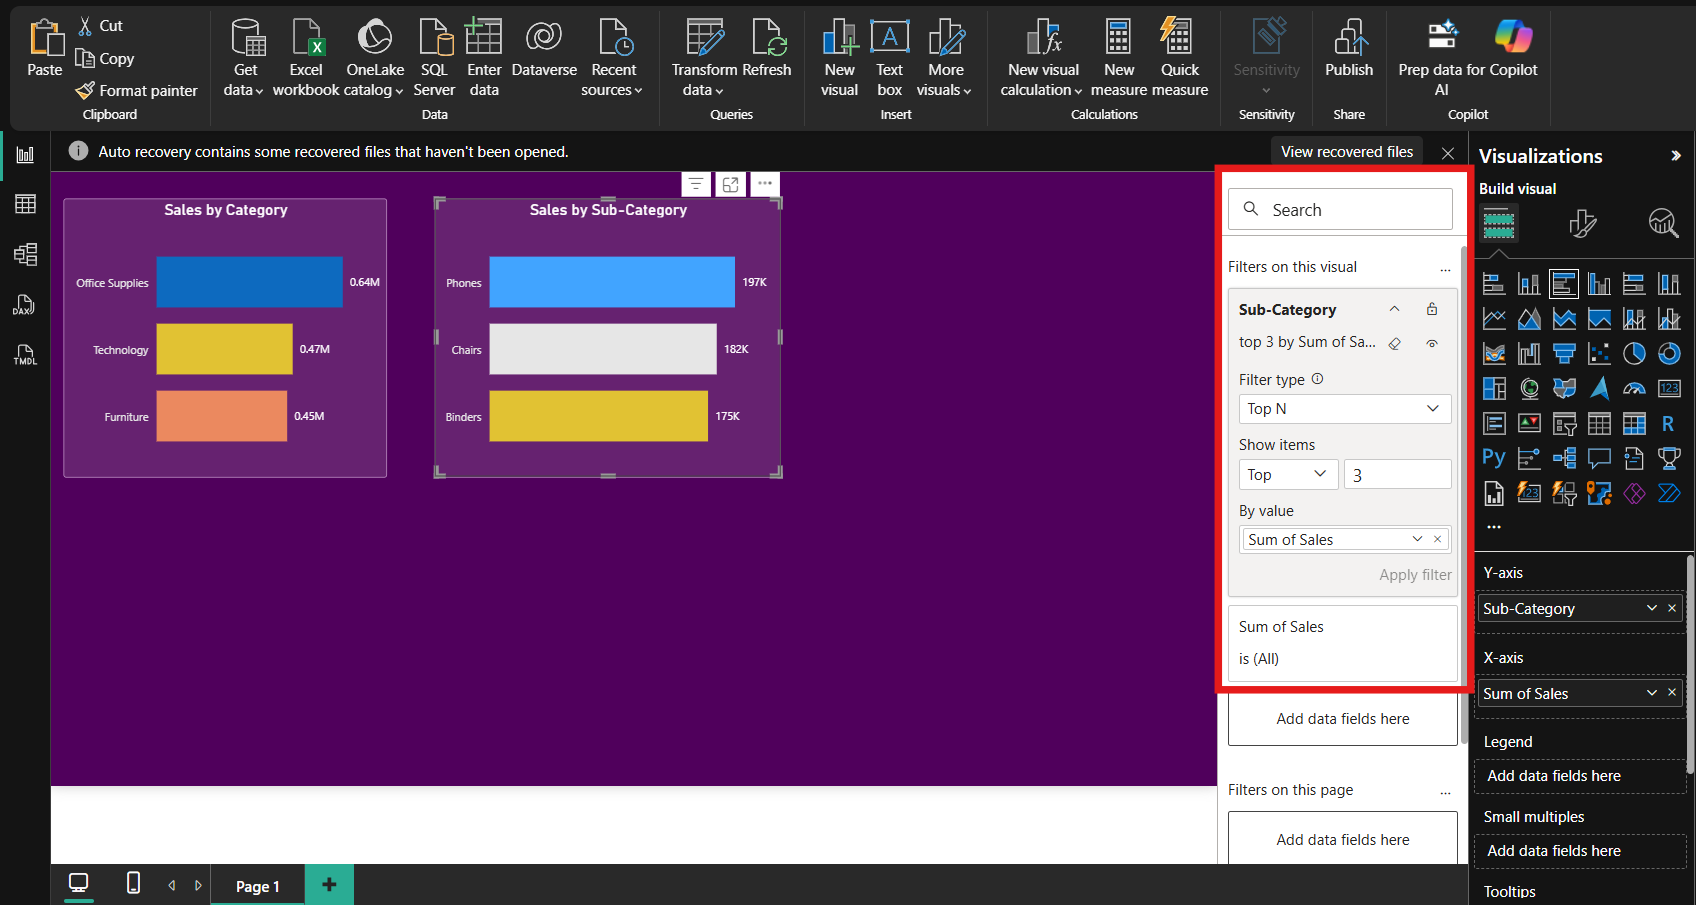 Paste
Cut
Copy
Format painter
Clipboard
Get data
Excel workbook
OneLake catalog
SQL Server
Enter data
Dataverse
Recent sources
Data
Transform data
Refresh
Queries
New visual
Text box
More visuals
Insert
New visual calculation
New measure
Quick measure
Calculations
Sensitivity
Sensitivity
Publish
Share
Prep data for AI
Copilot
Copilot
Auto recovery contains some recovered files that haven't been opened.
View recovered files
DAX
TMDL
Sales by Category
Office Supplies 0.64M
Technology 0.47M
Furniture 0.45M
Sales by Sub-Category
Phones 197K
Chairs 182K
Binders 175K
Search
Filters on this visual
Sub-Category
top 3 by Sum of Sa...
Filter type
Top N
Show items
Top 3
By value
Sum of Sales
Apply filter
Sum of Sales
is (All)
Add data fields here
Filters on this page
Add data fields here
Visualizations
Build visual
123
R
Py
123
Y-axis
Sub-Category
X-axis
Sum of Sales
Legend
Add data fields here
Small multiples
Add data fields here
Tooltips
Page 1